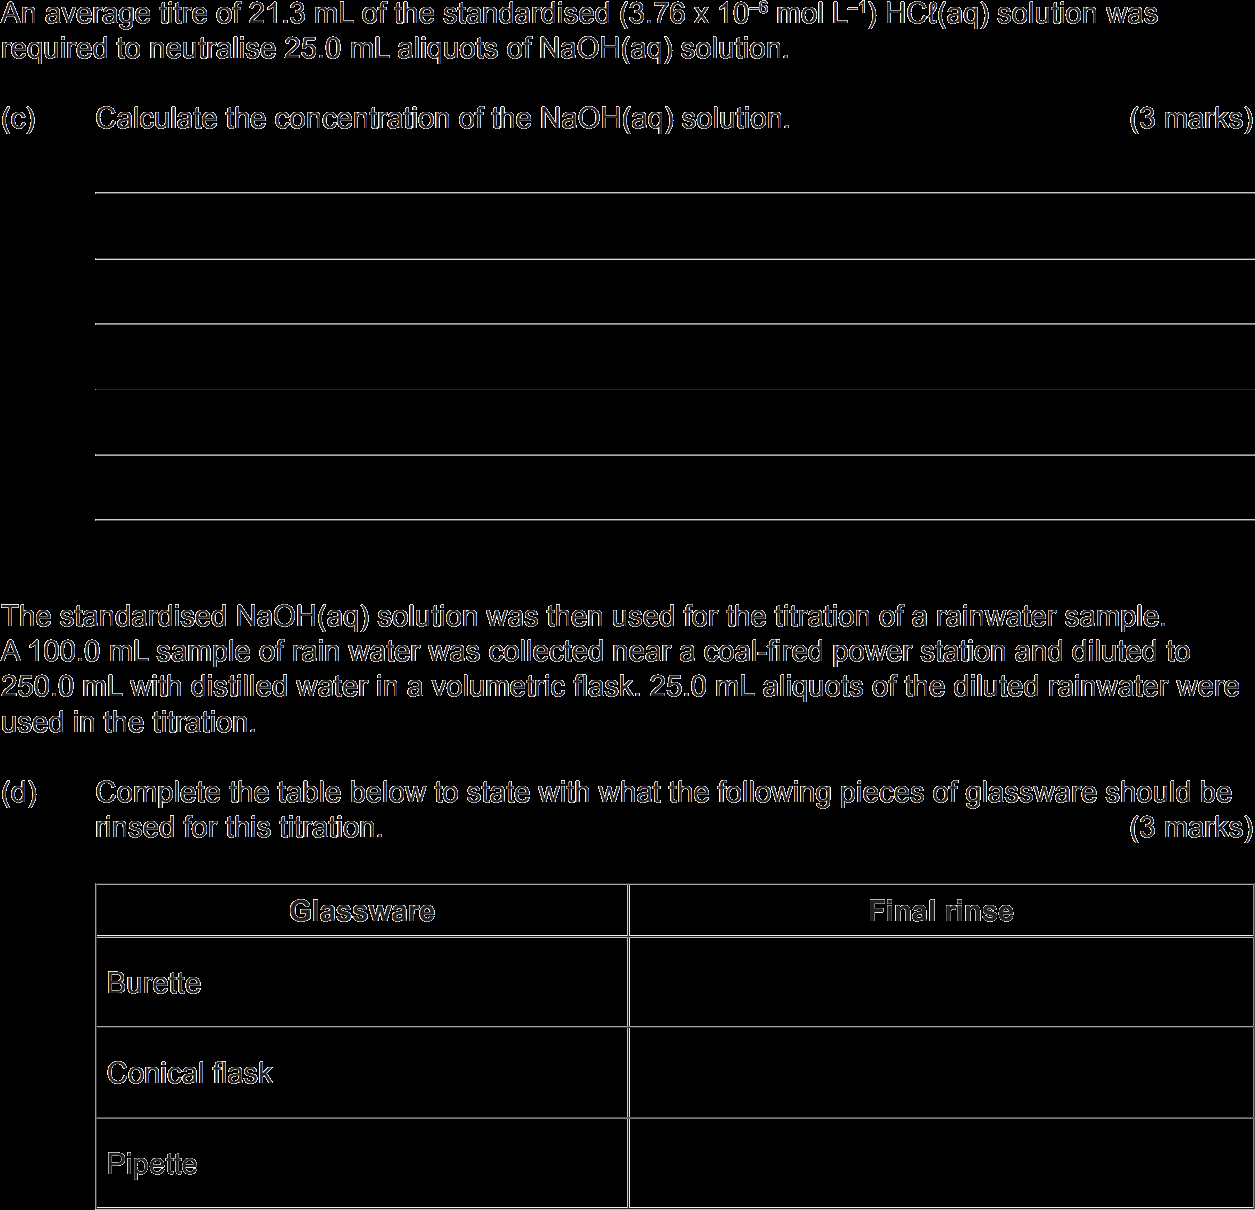 An average titre of 21.3 mL of the standardised (3.76 x 10⁻⁶ mol L⁻¹) HCℓ(aq) solution was
required to neutralise 25.0 mL aliquots of NaOH(aq) solution.
(c) Calculate the concentration of the NaOH(aq) solution. (3 marks)
The standardised NaOH(aq) solution was then used for the titration of a rainwater sample.
A 100.0 mL sample of rain water was collected near a coal-fired power station and diluted to
250.0 mL with distilled water in a volumetric flask. 25.0 mL aliquots of the diluted rainwater were
used in the titration.
(d) Complete the table below to state with what the following pieces of glassware should be
rinsed for this titration. (3 marks)
Glassware Final rinse
Burette
Conical flask
Pipette